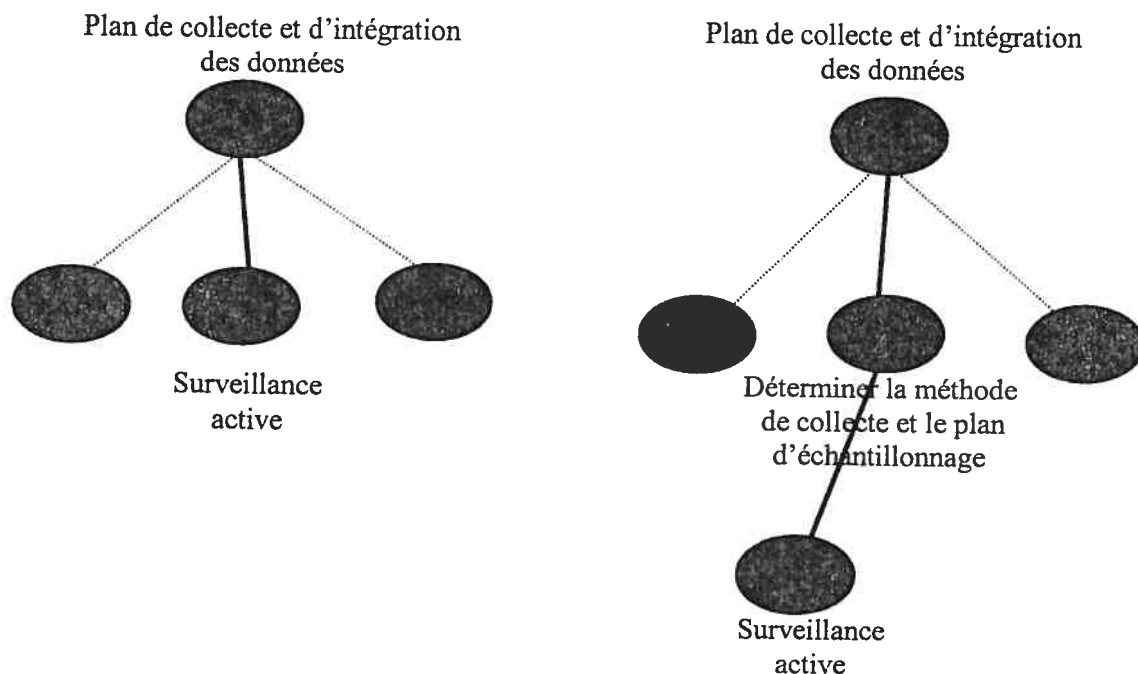 Plan de collecte et d'intégration
des données
Surveillance
active
Plan de collecte et d'intégration
des données
Déterminer la méthode
de collecte et le plan
d'échantillonnage
Surveillance
active